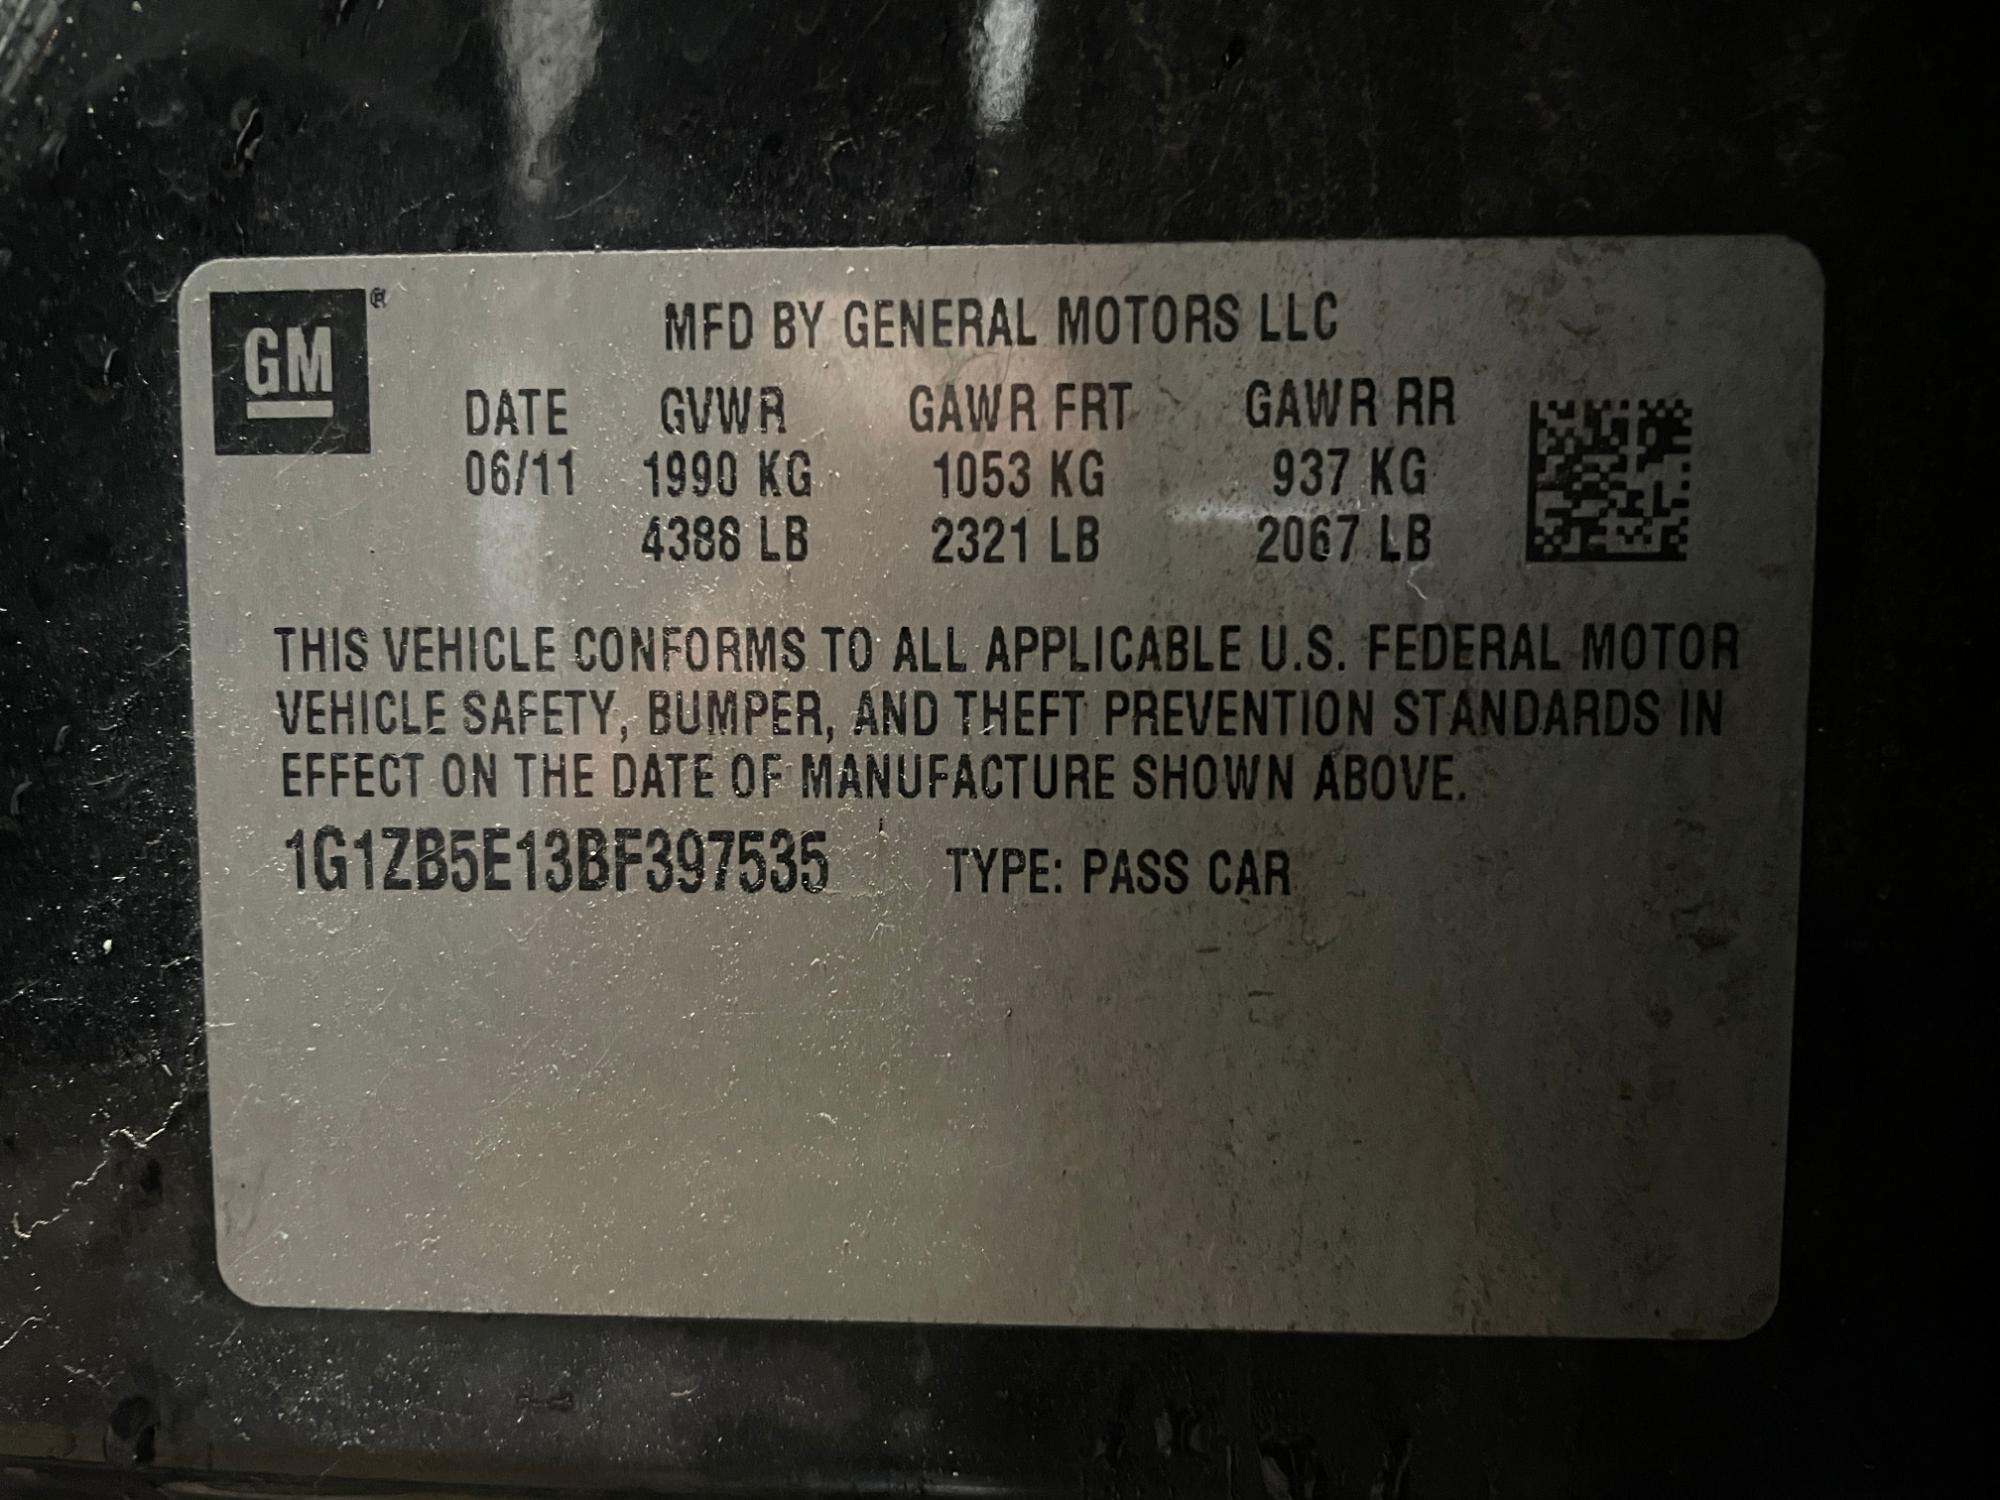 GM ®
MFD BY GENERAL MOTORS LLC
DATE GVWR GAWR FRT GAWR RR
06/11 1990 KG 1053 KG 937 KG
4388 LB 2321 LB 2067 LB
THIS VEHICLE CONFORMS TO ALL APPLICABLE U.S. FEDERAL MOTOR
VEHICLE SAFETY, BUMPER, AND THEFT PREVENTION STANDARDS IN
EFFECT ON THE DATE OF MANUFACTURE SHOWN ABOVE.
1G1ZB5E13BF397535 TYPE: PASS CAR